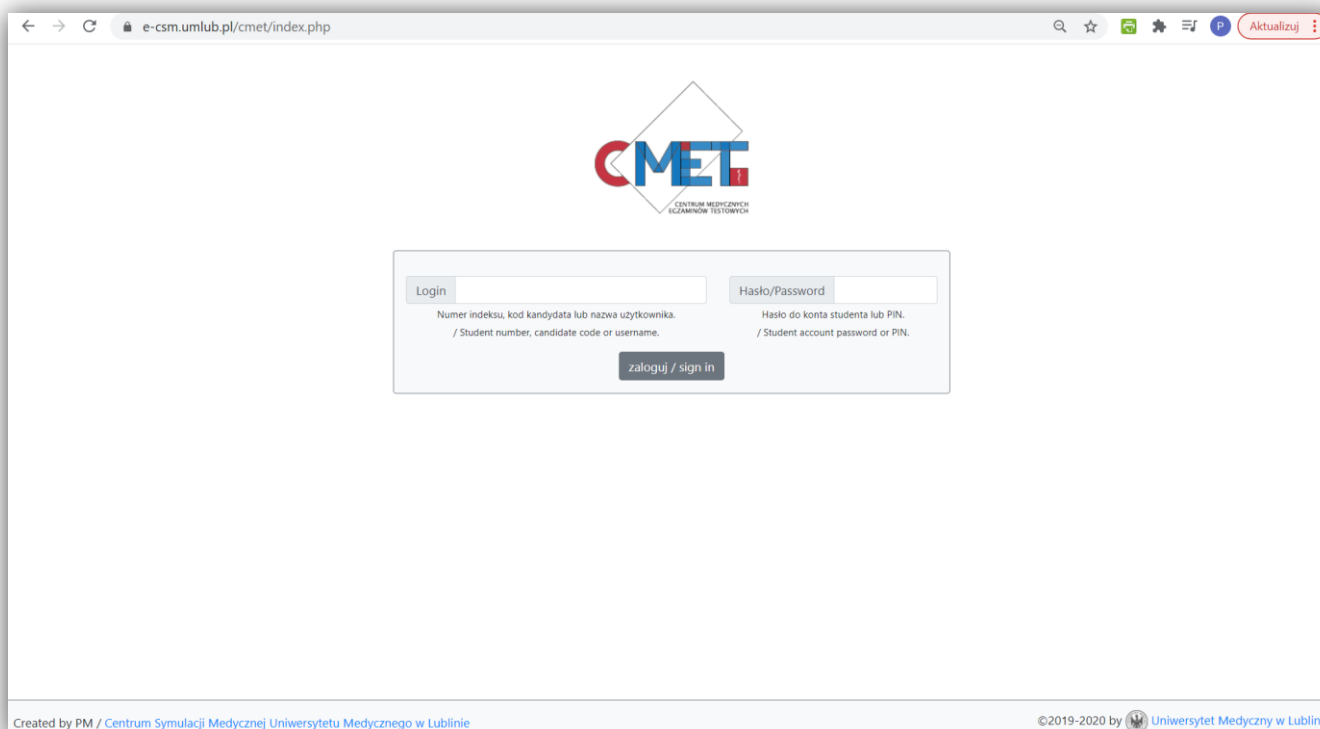 e-csm.umlub.pl/cmet/index.php
P
Aktualizuj
CMET
CENTRUM MEDYCZNYCH
EGZAMINÓW TESTOWYCH
Login
Hasło/Password
Numer indeksu, kod kandydata lub nazwa użytkownika.
/ Student number, candidate code or username.
Hasło do konta studenta lub PIN.
/ Student account password or PIN.
zaloguj / sign in
Created by PM / Centrum Symulacji Medycznej Uniwersytetu Medycznego w Lublinie
©2019-2020 by Uniwersytet Medyczny w Lublin